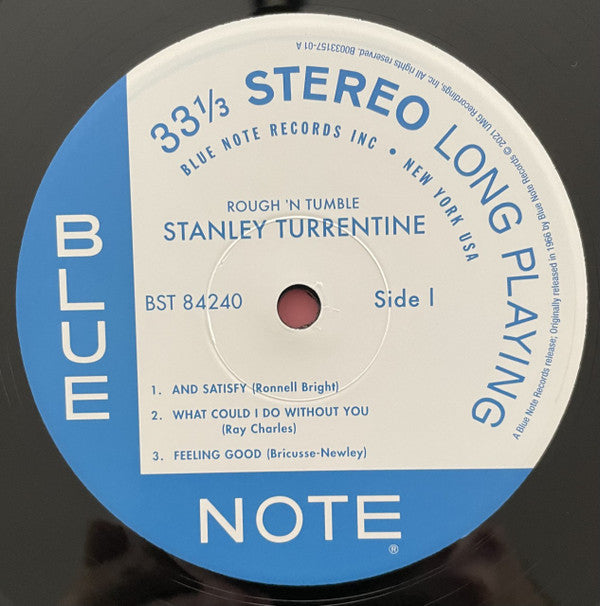 33⅓ STEREO LONG PLAYING
BLUE NOTE RECORDS INC • NEW YORK USA
A Blue Note Records release; Originally released in 1966 by Blue Note Records © 2021 UMG Recordings, Inc. All rights reserved. B0033157-01 A
ROUGH 'N TUMBLE
STANLEY TURRENTINE
BST 84240
Side I
1. AND SATISFY (Ronnell Bright)
2. WHAT COULD I DO WITHOUT YOU
(Ray Charles)
3. FEELING GOOD (Bricusse-Newley)
BLUE
NOTE®